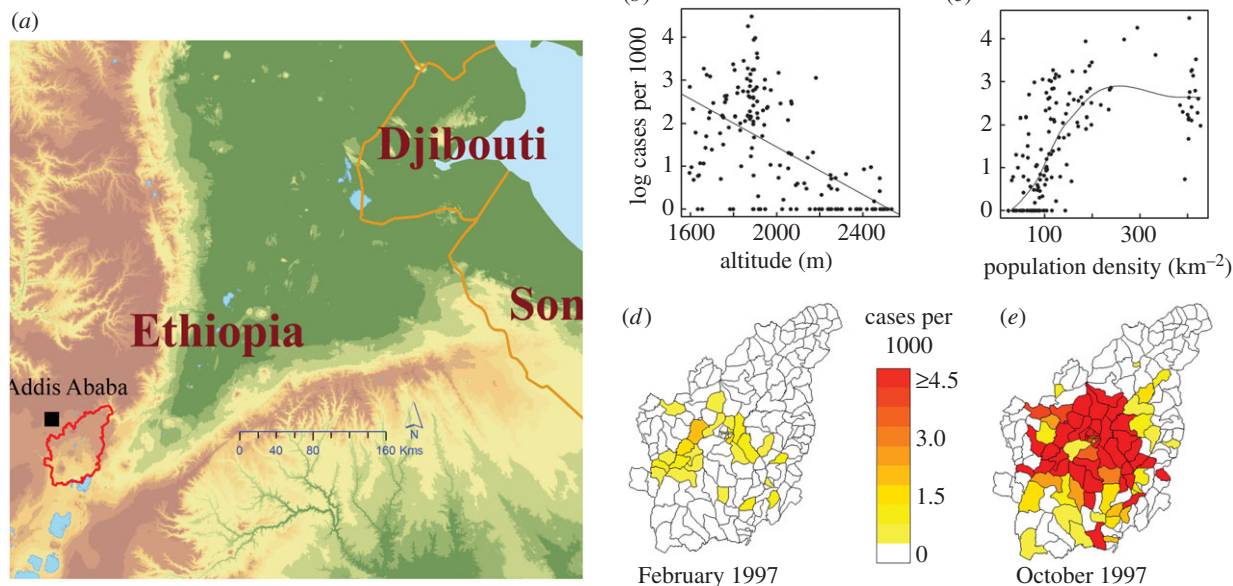 (a)
Djibouti
Ethiopia
Som
Addis Ababa
N
0 40 80 160 Kms
log cases per 1000
4
3
2
1
0
1600 2000 2400
altitude (m)
4
3
2
1
0
100 300
population density (km–2)
(d)
February 1997
cases per
1000
≥4.5
3.0
1.5
0
(e)
October 1997